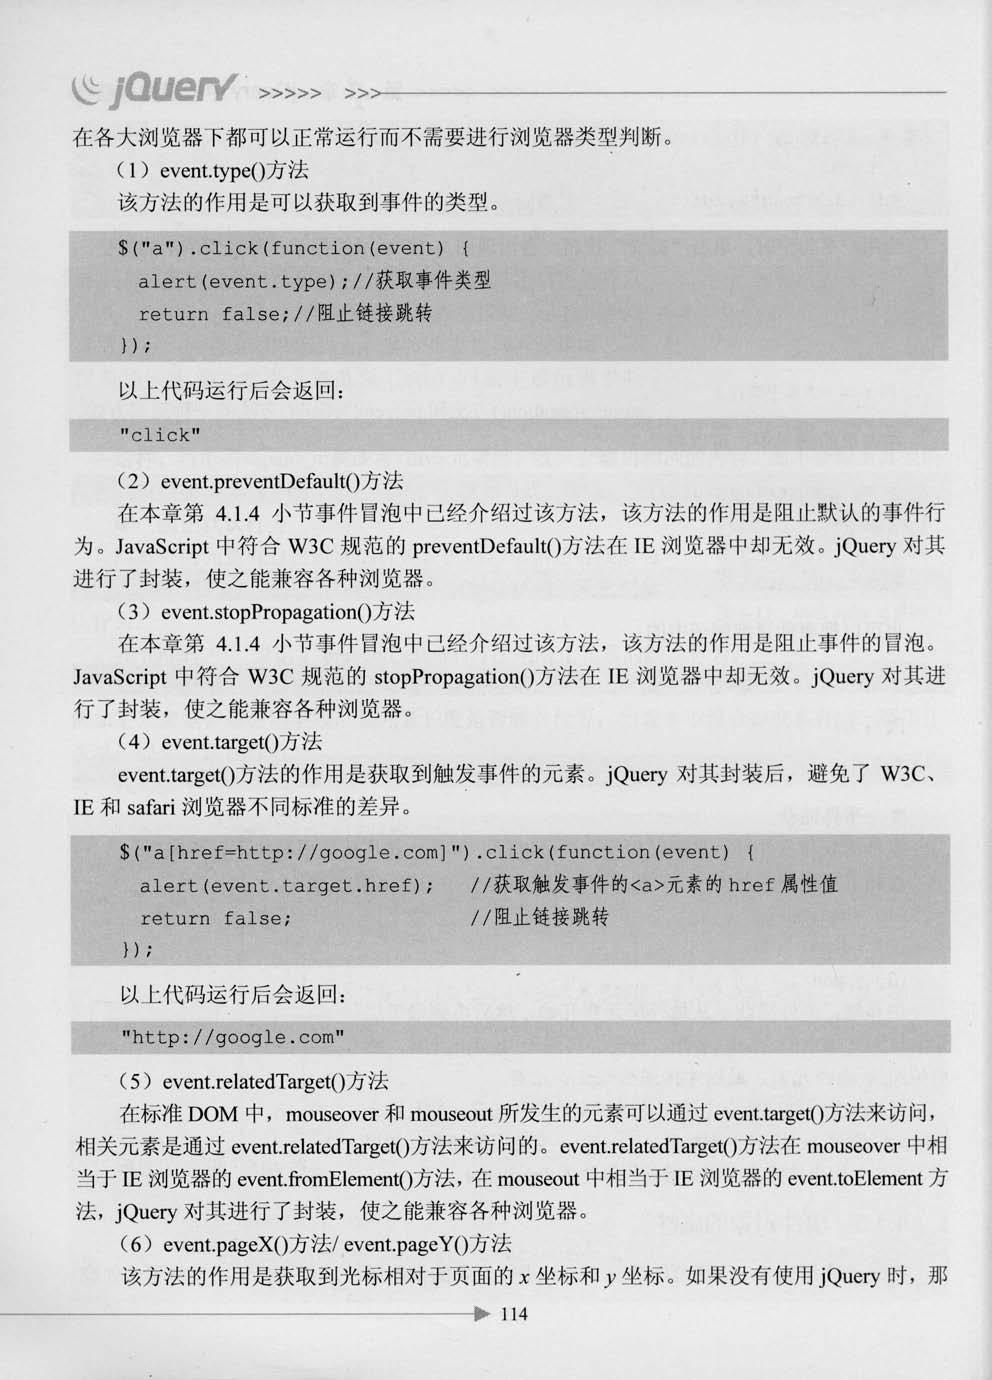 jQuery >>>>> >>>
在各大浏览器下都可以正常运行而不需要进行浏览器类型判断。
（1）event.type()方法
该方法的作用是可以获取到事件的类型。
$("a").click(function(event) {
alert(event.type);//获取事件类型
return false;//阻止链接跳转
});
以上代码运行后会返回：
"click"
（2）event.preventDefault()方法
在本章第 4.1.4 小节事件冒泡中已经介绍过该方法，该方法的作用是阻止默认的事件行
为。JavaScript 中符合 W3C 规范的 preventDefault()方法在 IE 浏览器中却无效。jQuery 对其
进行了封装，使之能兼容各种浏览器。
（3）event.stopPropagation()方法
在本章第 4.1.4 小节事件冒泡中已经介绍过该方法，该方法的作用是阻止事件的冒泡。
JavaScript 中符合 W3C 规范的 stopPropagation()方法在 IE 浏览器中却无效。jQuery 对其进
行了封装，使之能兼容各种浏览器。
（4）event.target()方法
event.target()方法的作用是获取到触发事件的元素。jQuery 对其封装后，避免了 W3C、
IE 和 safari 浏览器不同标准的差异。
$("a[href=http://google.com]").click(function(event) {
alert(event.target.href); //获取触发事件的<a>元素的 href 属性值
return false; //阻止链接跳转
});
以上代码运行后会返回：
"http://google.com"
（5）event.relatedTarget()方法
在标准 DOM 中，mouseover 和 mouseout 所发生的元素可以通过 event.target()方法来访问，
相关元素是通过 event.relatedTarget()方法来访问的。event.relatedTarget()方法在 mouseover 中相
当于 IE 浏览器的 event.fromElement()方法，在 mouseout 中相当于 IE 浏览器的 event.toElement 方
法，jQuery 对其进行了封装，使之能兼容各种浏览器。
（6）event.pageX()方法/ event.pageY()方法
该方法的作用是获取到光标相对于页面的 x 坐标和 y 坐标。如果没有使用 jQuery 时，那
114